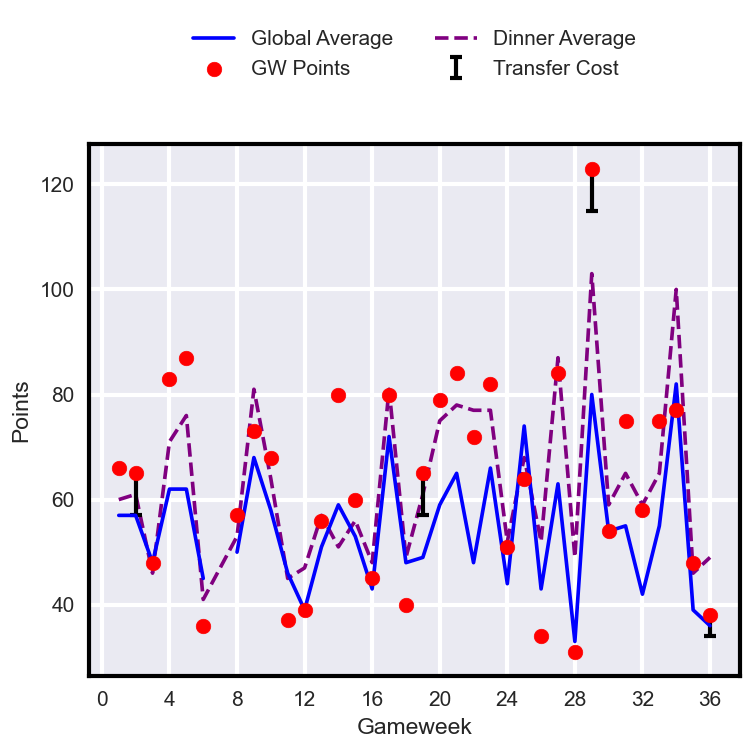 Global Average
Dinner Average
GW Points
Transfer Cost
120
100
80
60
40
Points
0 4 8 12 16 20 24 28 32 36
Gameweek